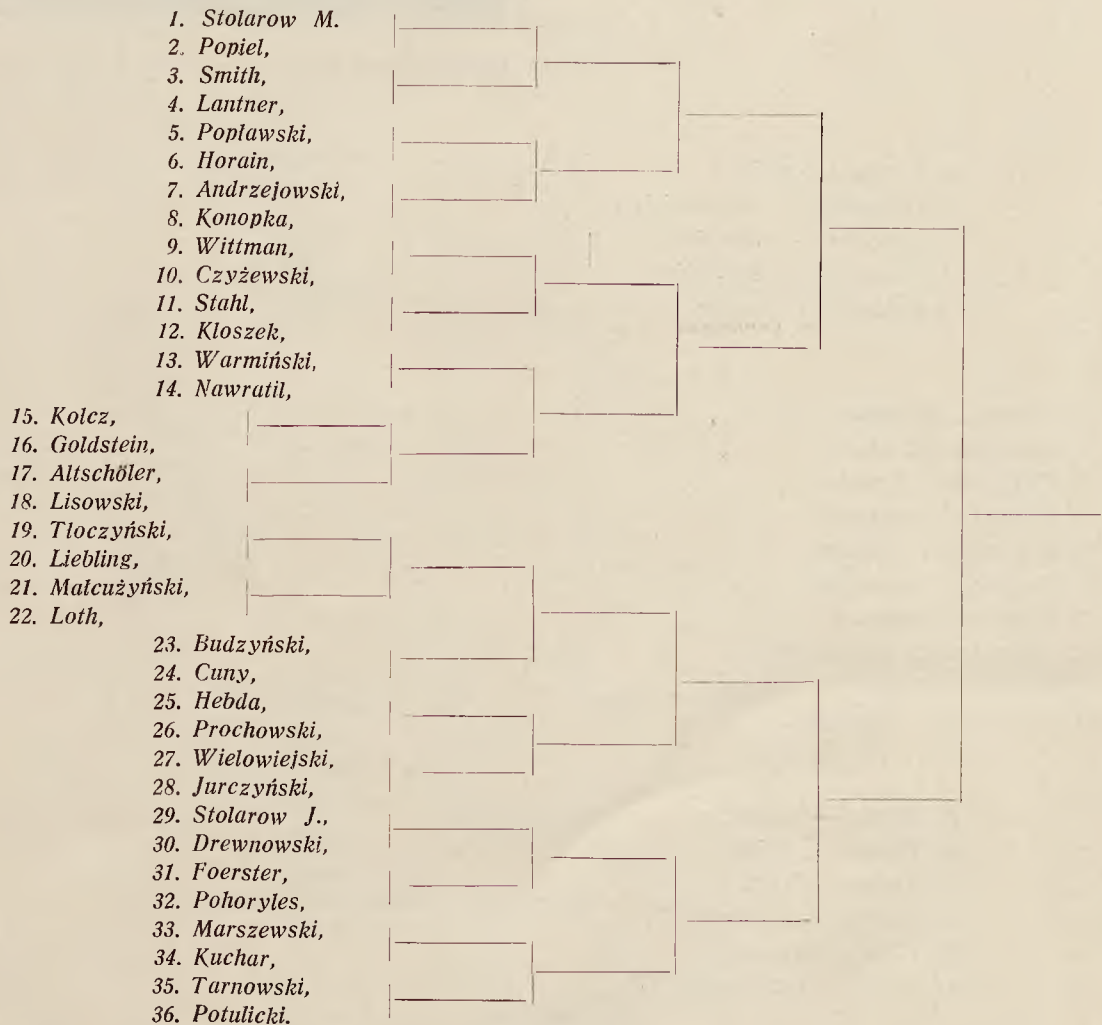 1. Stolarow M.
2. Popiel,
3. Smith,
4. Lantner,
5. Popławski,
6. Horain,
7. Andrzejowski,
8. Konopka,
9. Wittman,
10. Czyżewski,
11. Stahl,
12. Kloszek,
13. Warmiński,
14. Nawratil,
15. Kolcz,
16. Goldstein,
17. Altschöler,
18. Lisowski,
19. Tłoczyński,
20. Liebling,
21. Małcużyński,
22. Loth,
23. Budzyński,
24. Cuny,
25. Hebda,
26. Prochowski,
27. Wielowiejski,
28. Jurczyński,
29. Stolarow J.,
30. Drewnowski,
31. Foerster,
32. Pohoryles,
33. Marszewski,
34. Kuchar,
35. Tarnowski,
36. Potulicki.